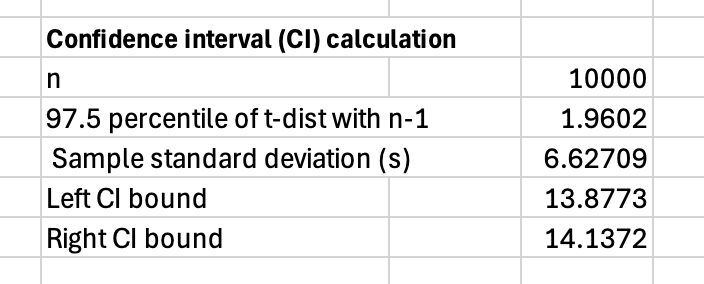 Confidence interval (CI) calculation
n 10000
97.5 percentile of t-dist with n-1 1.9602
Sample standard deviation (s) 6.62709
Left CI bound 13.8773
Right CI bound 14.1372